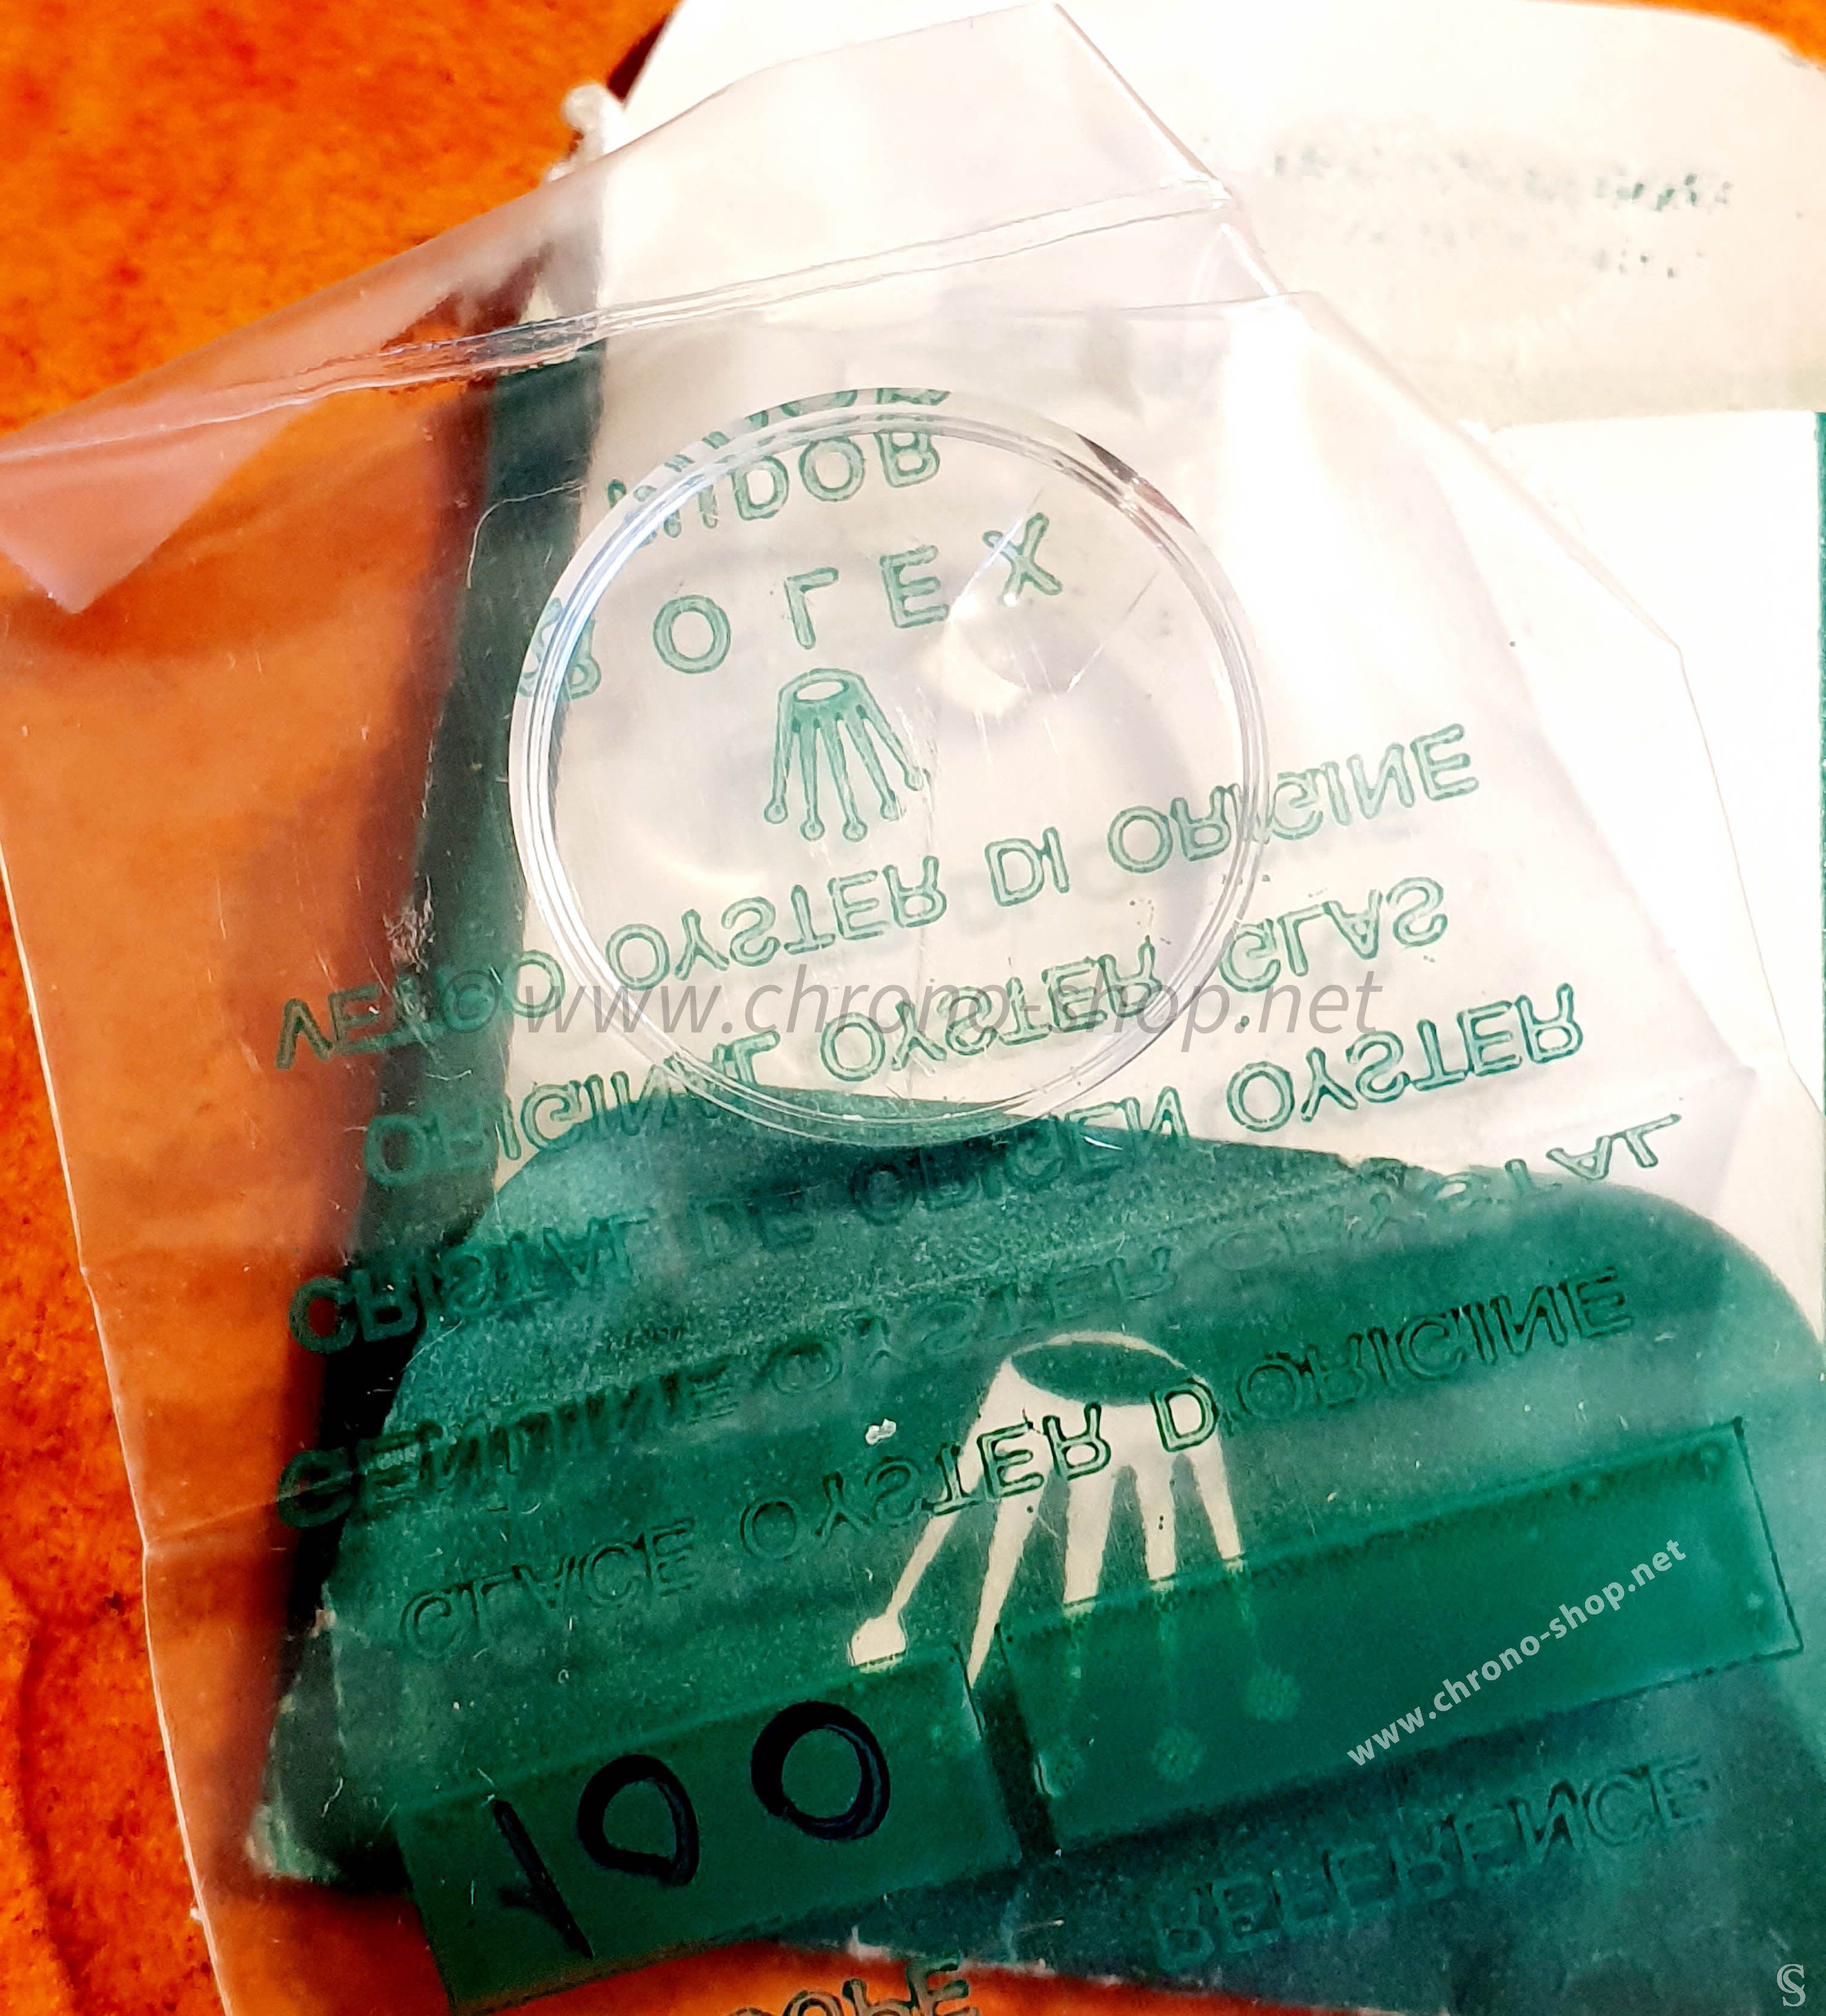 TUDOR
ROLEX
VETRO OYSTER DI ORIGINE
ORIGINAL OYSTER GLAS
© www.chrono-shop.net
CRISTAL DE ORIGEN OYSTER
GENUINE OYSTER CRYSTAL
GLACE OYSTER D'ORIGINE
www.chrono-shop.net
100
REFERENCE